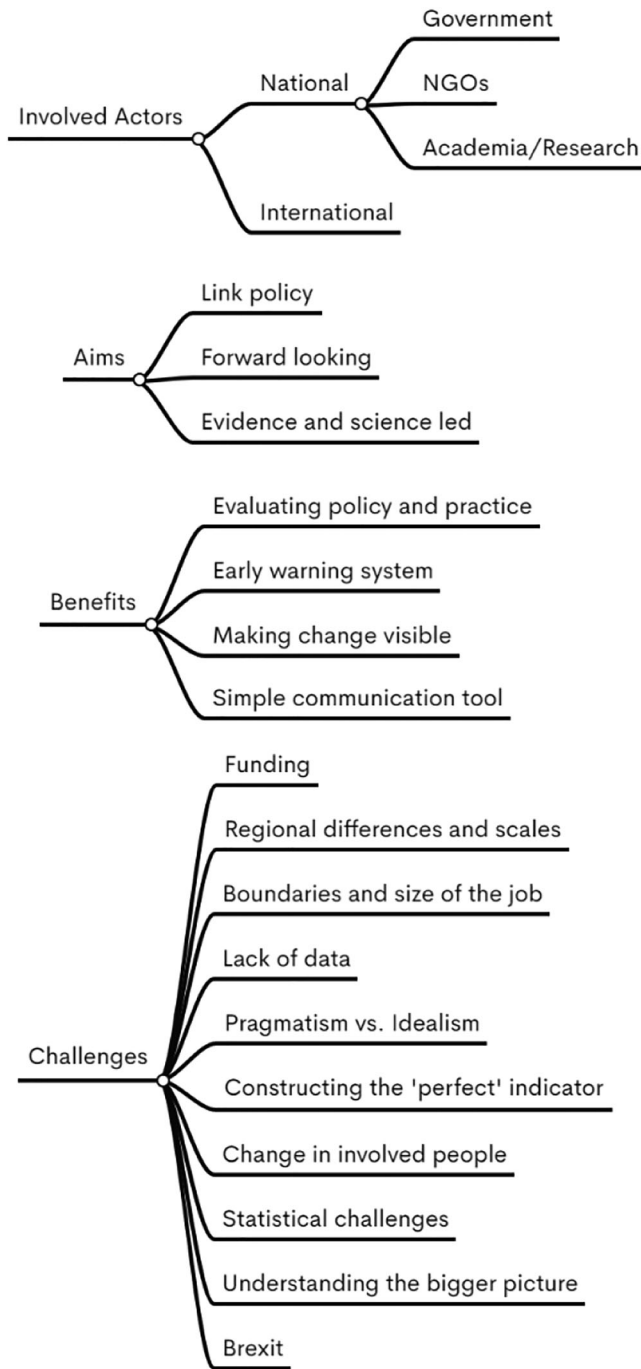 Involved Actors
National
Government
NGOs
Academia/Research
International
Aims
Link policy
Forward looking
Evidence and science led
Benefits
Evaluating policy and practice
Early warning system
Making change visible
Simple communication tool
Challenges
Funding
Regional differences and scales
Boundaries and size of the job
Lack of data
Pragmatism vs. Idealism
Constructing the 'perfect' indicator
Change in involved people
Statistical challenges
Understanding the bigger picture
Brexit